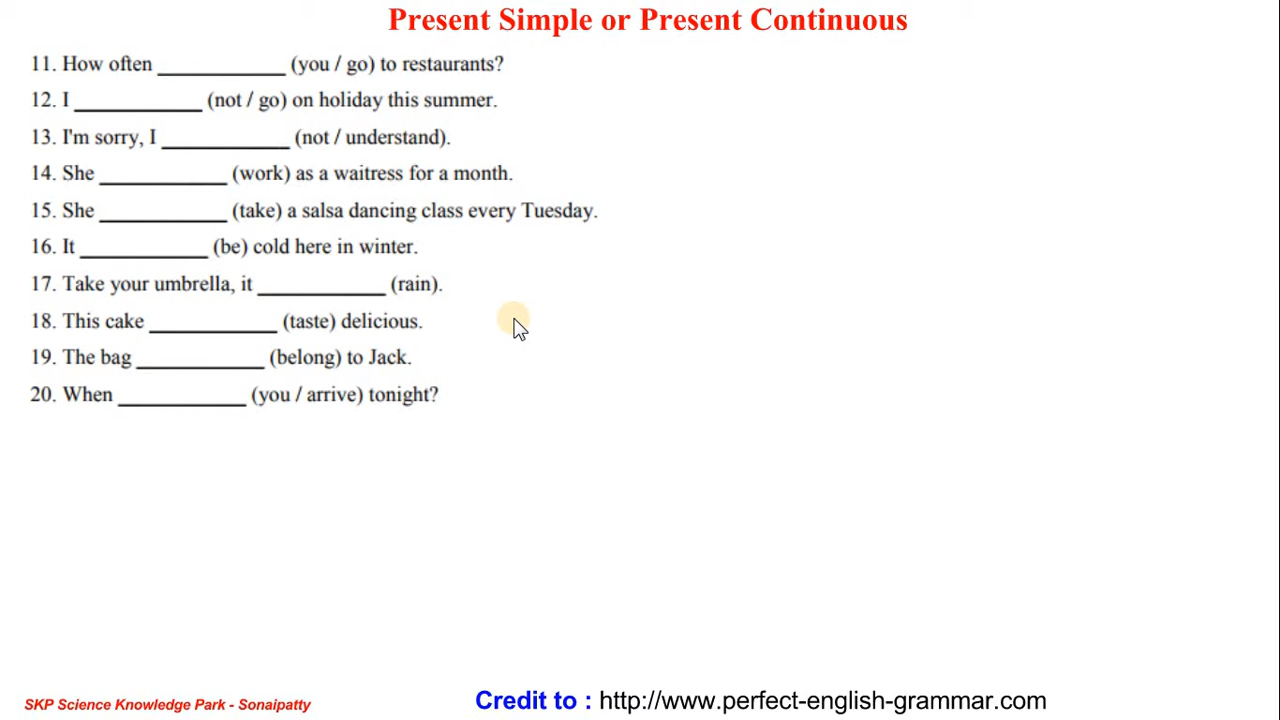 Present Simple or Present Continuous
11. How often ____________ (you / go) to restaurants?
12. I ____________ (not / go) on holiday this summer.
13. I'm sorry, I ____________ (not / understand).
14. She ____________ (work) as a waitress for a month.
15. She ____________ (take) a salsa dancing class every Tuesday.
16. It ____________ (be) cold here in winter.
17. Take your umbrella, it ____________ (rain).
18. This cake ____________ (taste) delicious.
19. The bag ____________ (belong) to Jack.
20. When ____________ (you / arrive) tonight?
SKP Science Knowledge Park - Sonaipatty
Credit to : http://www.perfect-english-grammar.com